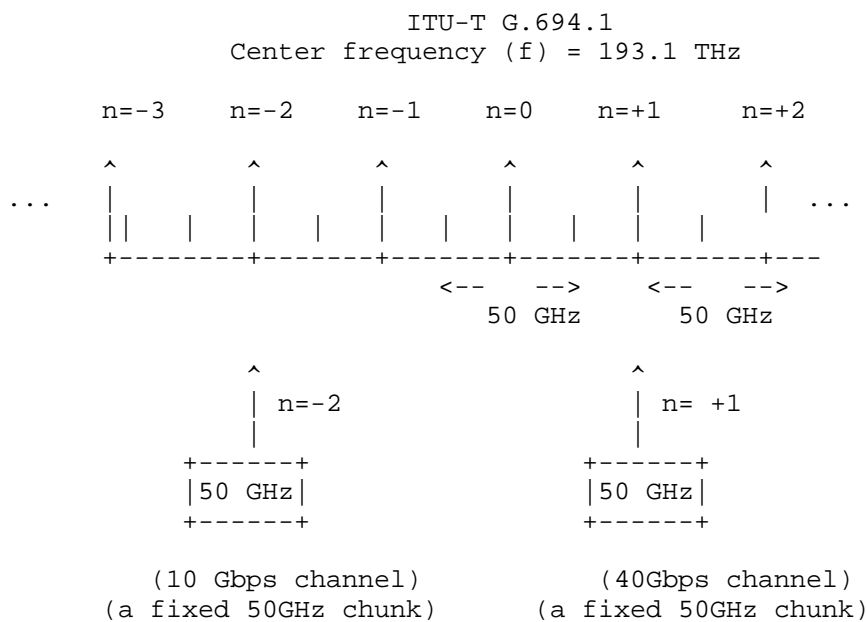 ITU-T G.694.1
Center frequency (f) = 193.1 THz
n=-3 n=-2 n=-1 n=0 n=+1 n=+2
^ ^ ^ ^ ^ ^
... | | | | | | ...
|| | | | | | | | | |
+--------+-------+-------+-------+-------+---
<-- --> <-- -->
50 GHz 50 GHz
^ ^
| n=-2 | n= +1
| |
+------+ +------+
|50 GHz| |50 GHz|
+------+ +------+
(10 Gbps channel) (40Gbps channel)
(a fixed 50GHz chunk) (a fixed 50GHz chunk)